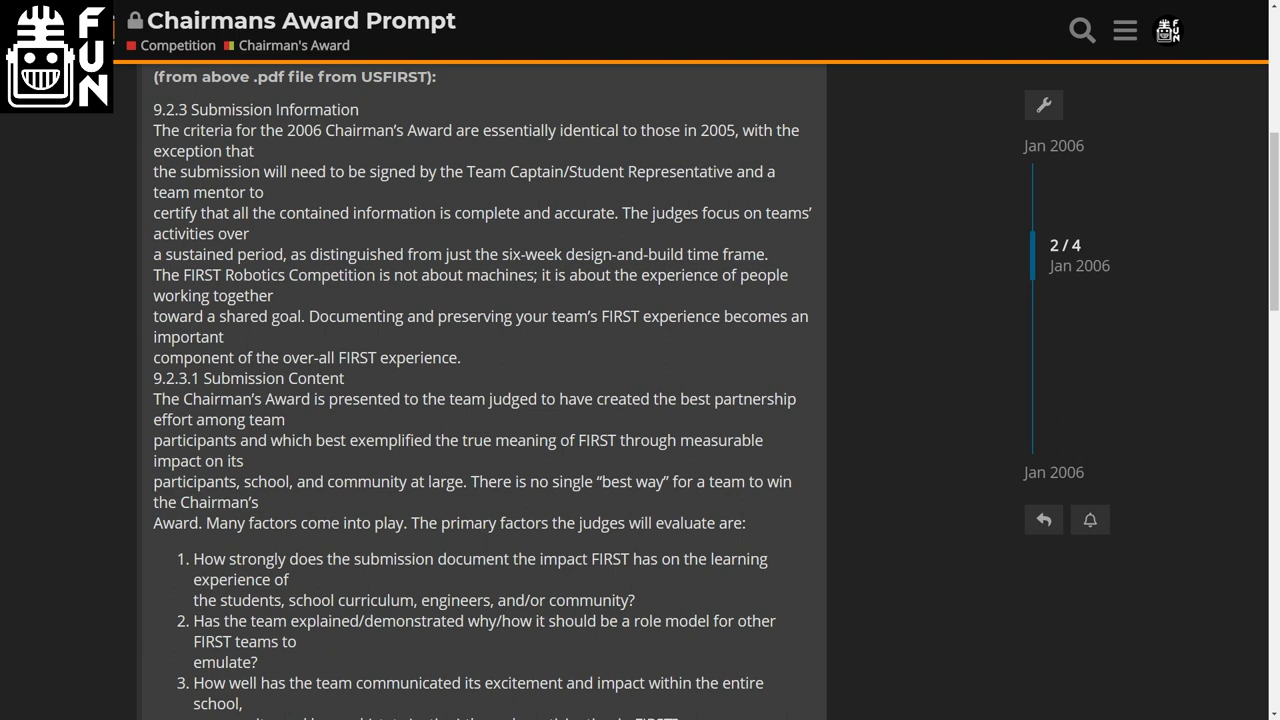 FUN
Chairmans Award Prompt
Competition Chairman's Award
(from above .pdf file from USFIRST):
9.2.3 Submission Information
The criteria for the 2006 Chairman’s Award are essentially identical to those in 2005, with the
exception that
the submission will need to be signed by the Team Captain/Student Representative and a
team mentor to
certify that all the contained information is complete and accurate. The judges focus on teams’
activities over
a sustained period, as distinguished from just the six-week design-and-build time frame.
The FIRST Robotics Competition is not about machines; it is about the experience of people
working together
toward a shared goal. Documenting and preserving your team’s FIRST experience becomes an
important
component of the over-all FIRST experience.
9.2.3.1 Submission Content
The Chairman’s Award is presented to the team judged to have created the best partnership
effort among team
participants and which best exemplified the true meaning of FIRST through measurable
impact on its
participants, school, and community at large. There is no single “best way” for a team to win
the Chairman’s
Award. Many factors come into play. The primary factors the judges will evaluate are:
1. How strongly does the submission document the impact FIRST has on the learning
experience of
the students, school curriculum, engineers, and/or community?
2. Has the team explained/demonstrated why/how it should be a role model for other
FIRST teams to
emulate?
3. How well has the team communicated its excitement and impact within the entire
school,
Jan 2006
2 / 4
Jan 2006
Jan 2006